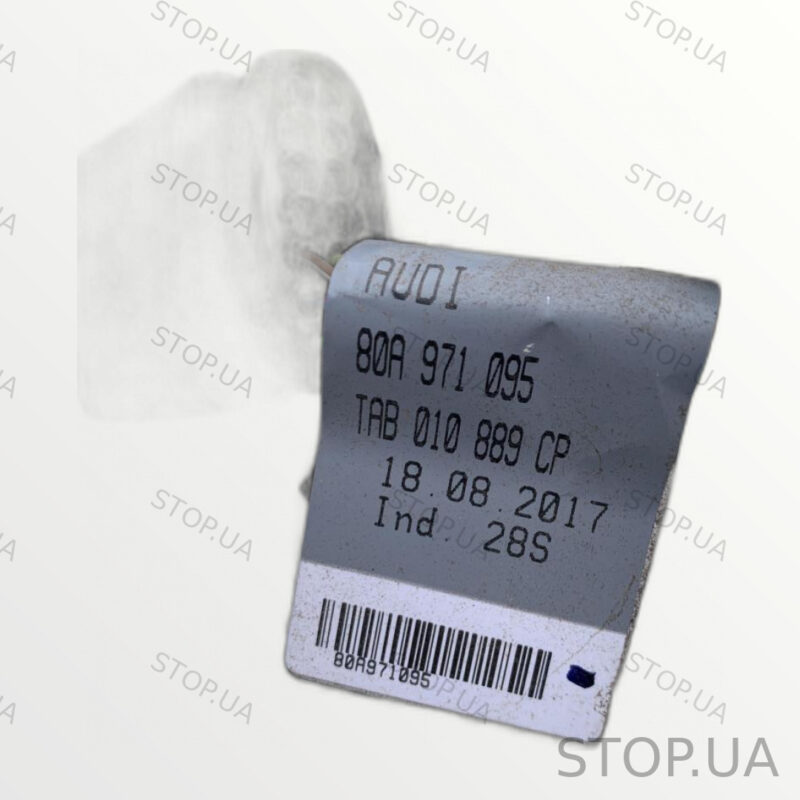 AUDI
80A 971 095
TAB 010 889 CP
18.08.2017
Ind. 28S
80A971095
STOP.UA